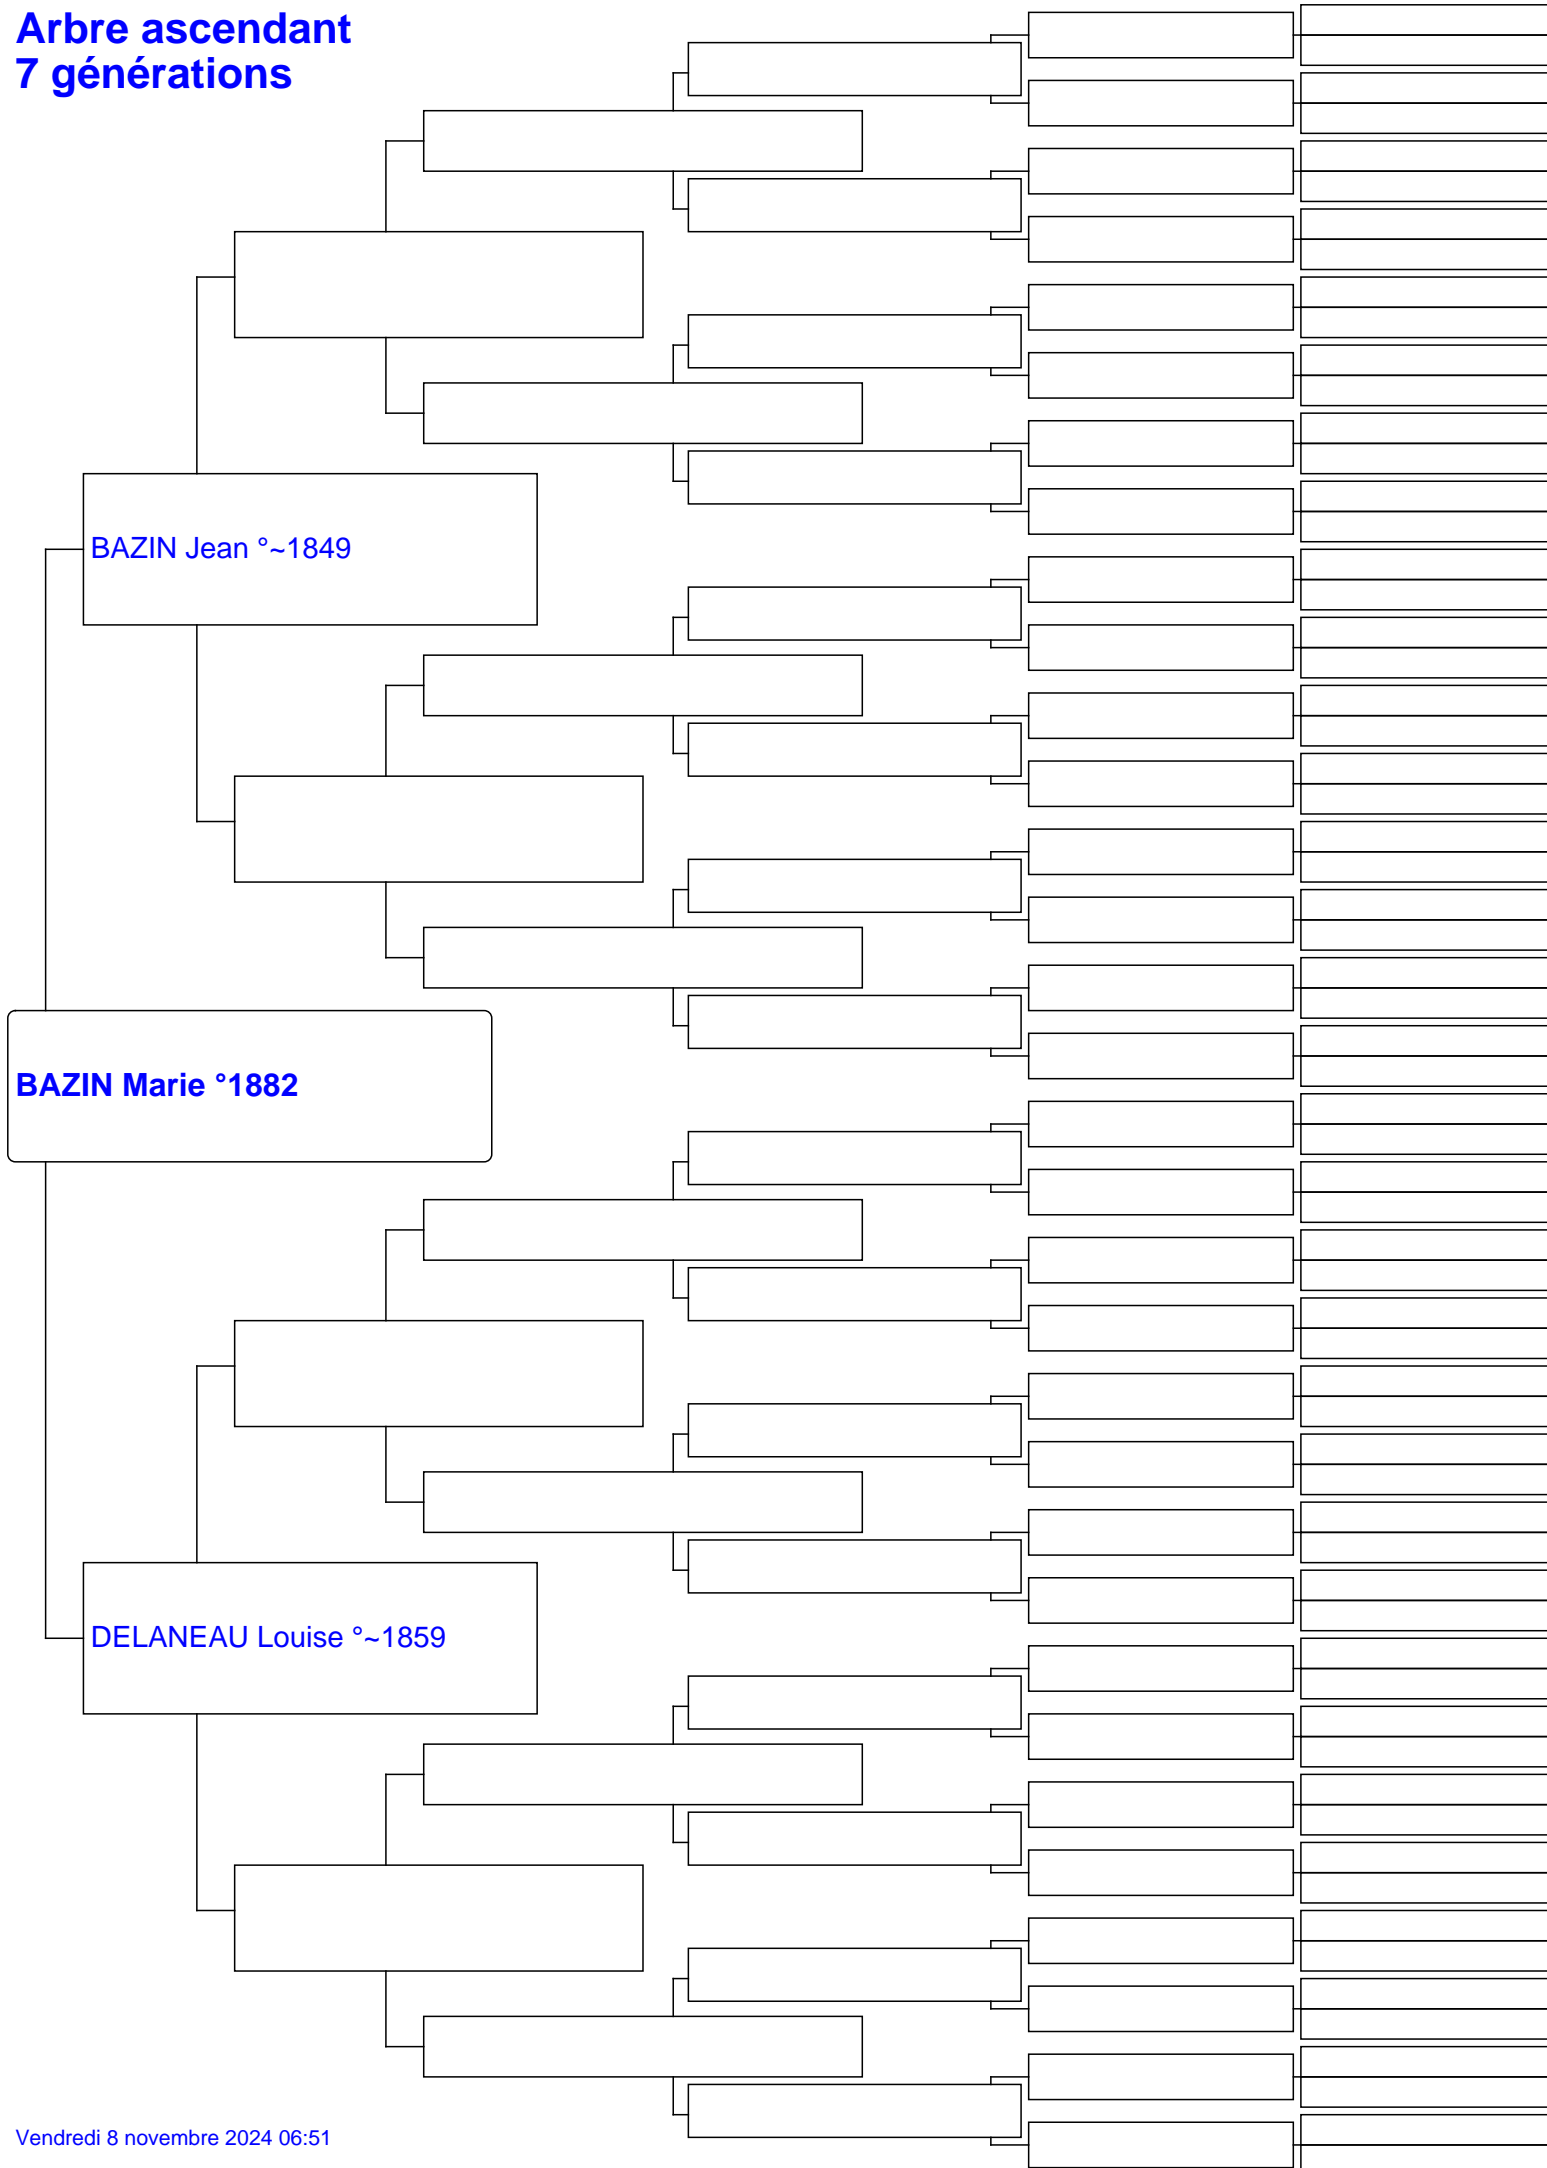 Arbre ascendant
7 générations
BAZIN Jean °~1849
BAZIN Marie °1882
DELANEAU Louise °~1859
Vendredi 8 novembre 2024 06:51